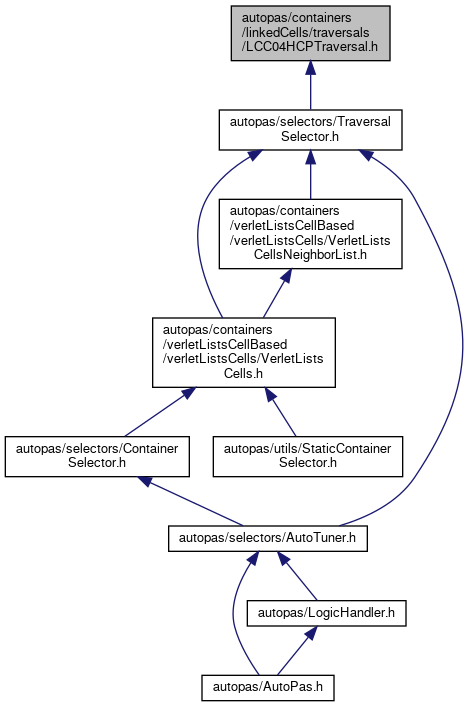 autopas/containers
/linkedCells/traversals
/LCC04HCPTraversal.h
autopas/selectors/Traversal
Selector.h
autopas/containers
/verletListsCellBased
/verletListsCells/VerletLists
CellsNeighborList.h
autopas/containers
/verletListsCellBased
/verletListsCells/VerletLists
Cells.h
autopas/selectors/Container
Selector.h
autopas/utils/StaticContainer
Selector.h
autopas/selectors/AutoTuner.h
autopas/LogicHandler.h
autopas/AutoPas.h